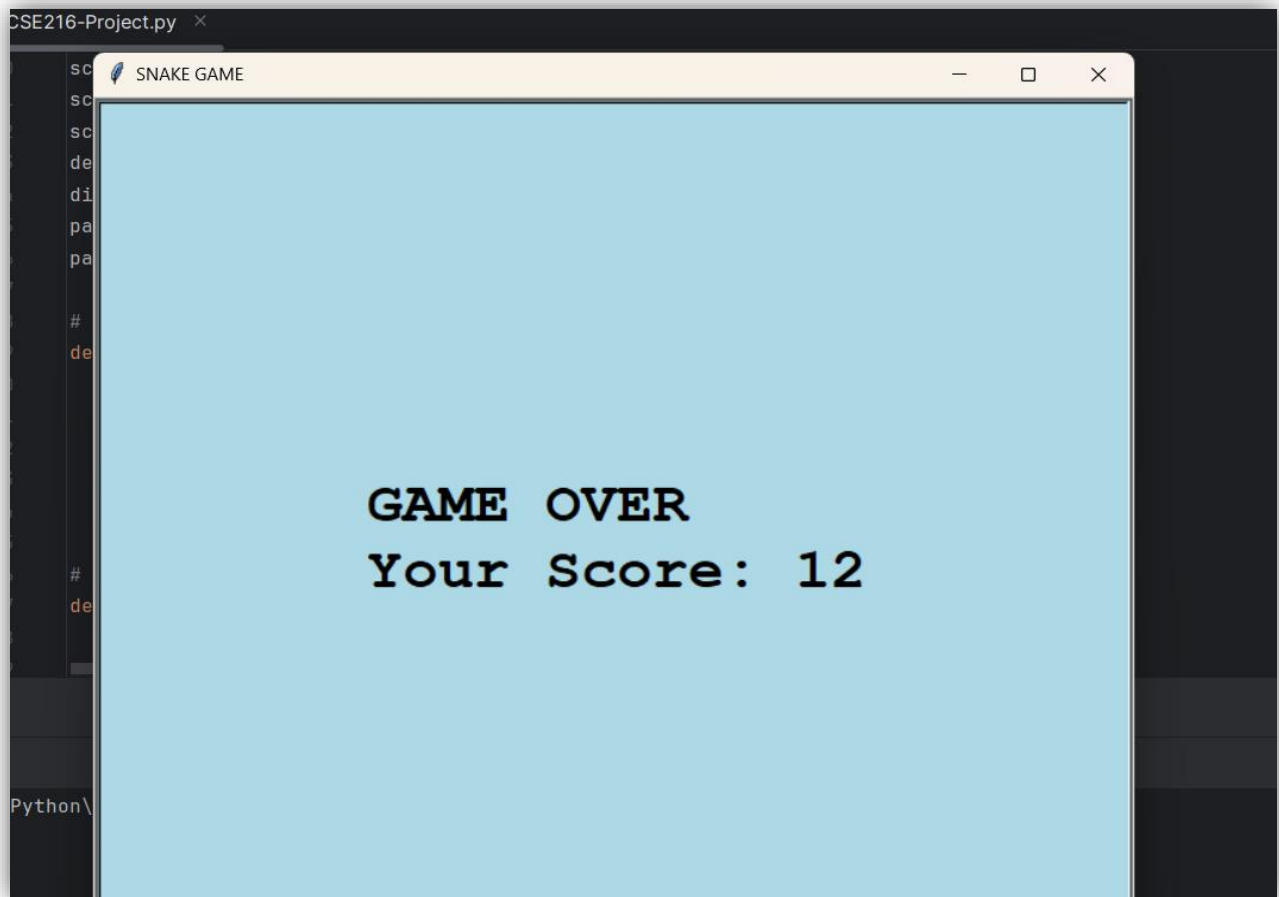 CSE216-Project.py
SNAKE GAME
sc
sc
sc
de
di
pa
pa
#
de
#
de
GAME OVER
Your Score: 12
Python\